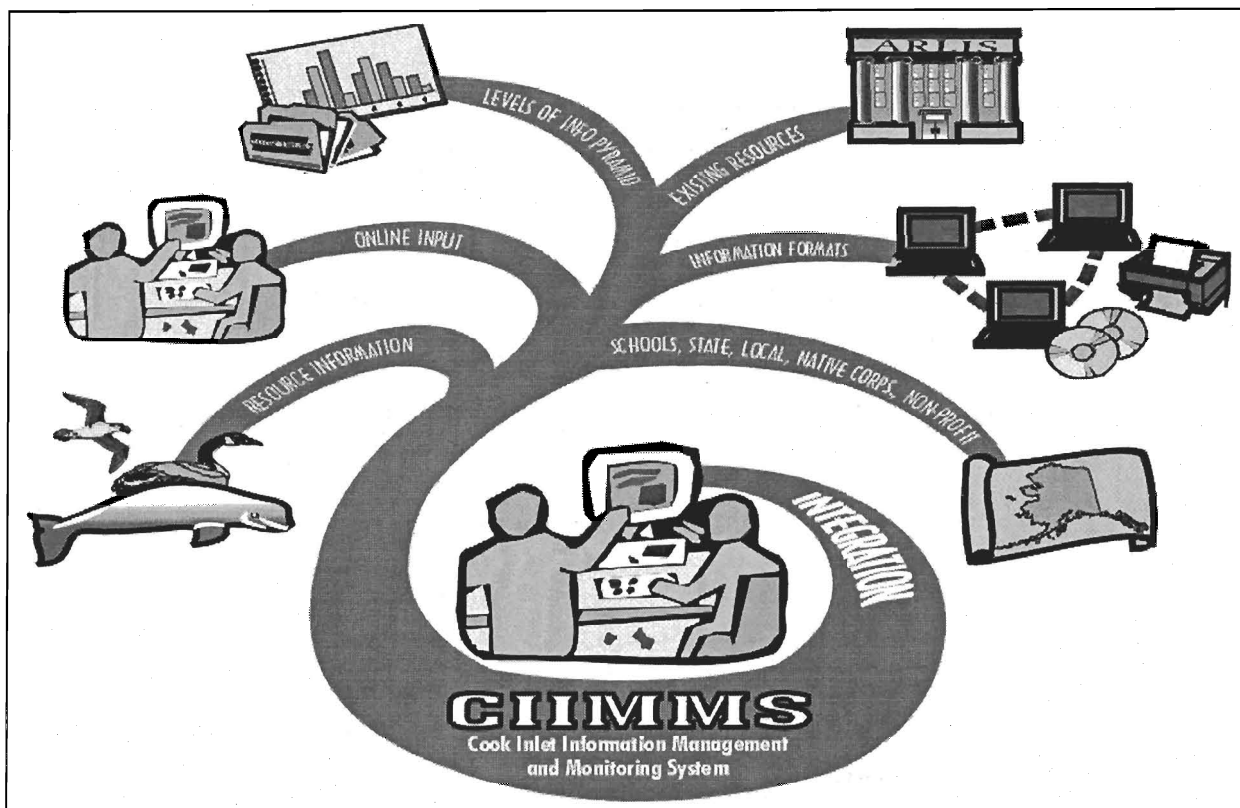 ARLIS
LEVELS OF INFO PYRAMID
EXISTING RESOURCES
ONLINE INPUT
INFORMATION FORMATS
RESOURCE INFORMATION
SCHOOLS, STATE, LOCAL, NATIVE CORPS., NON-PROFIT
INTEGRATION
CIIMMS
Cook Inlet Information Management
and Monitoring System